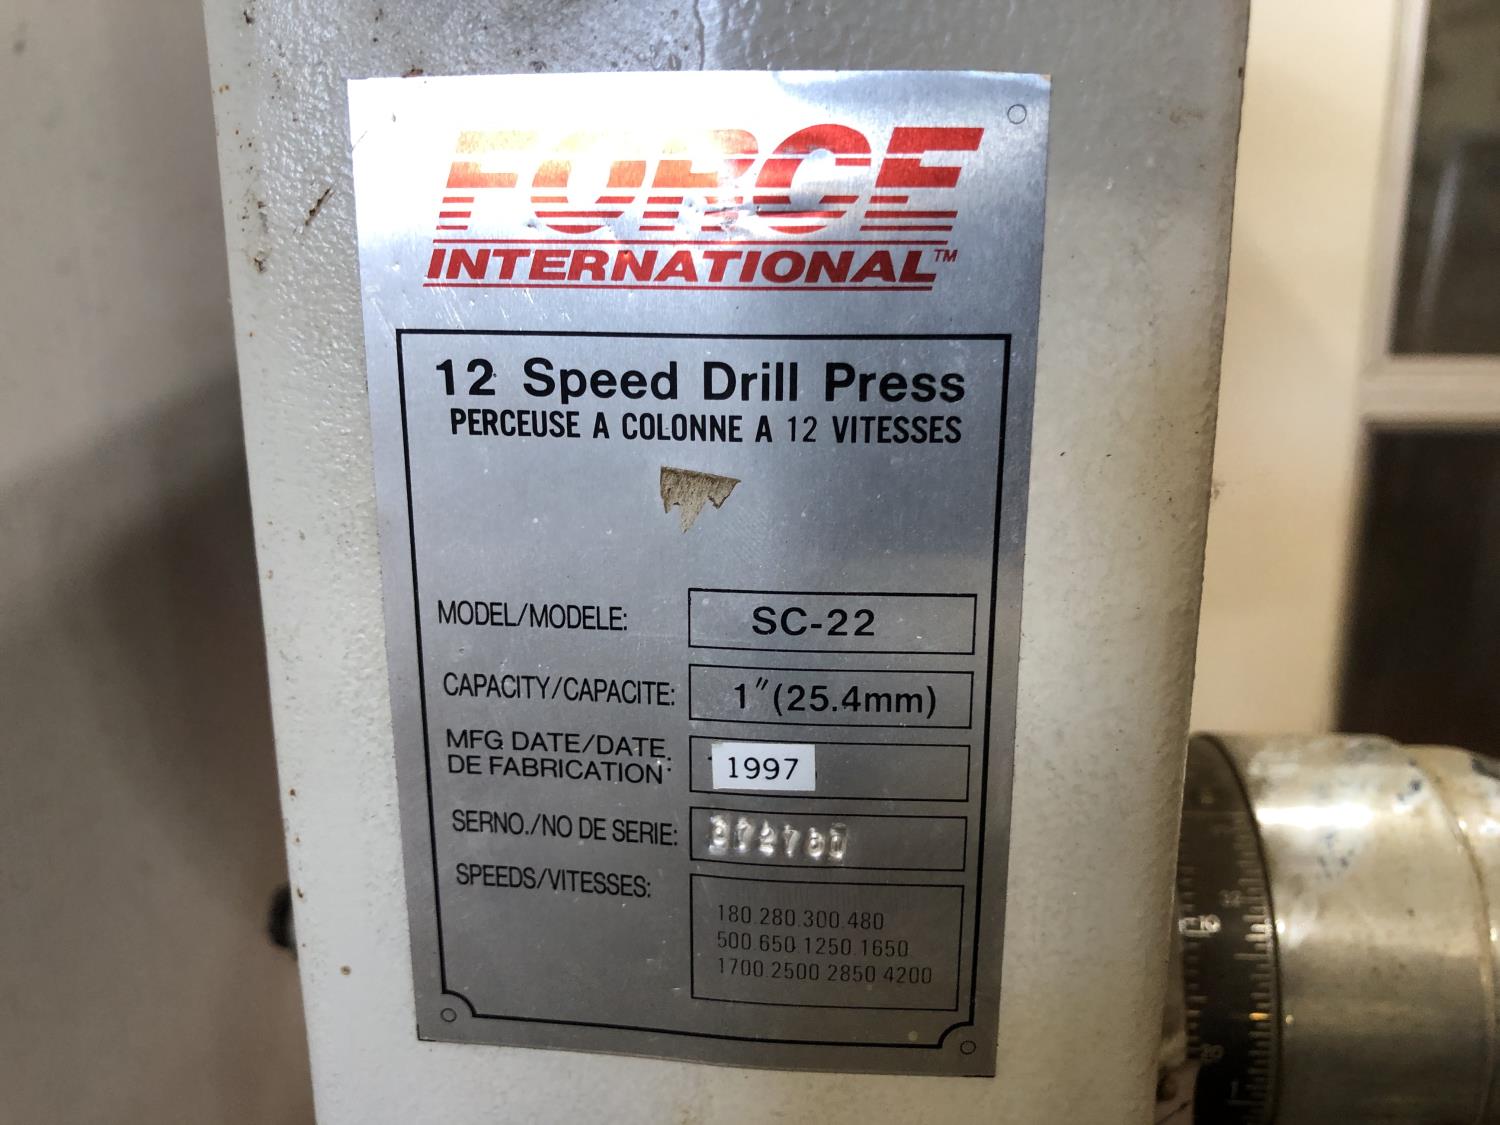 FORCE
INTERNATIONAL™
12 Speed Drill Press
PERCEUSE A COLONNE A 12 VITESSES
MODEL/MODELE: SC-22
CAPACITY/CAPACITE: 1"(25.4mm)
MFG DATE/DATE
DE FABRICATION: 1997
SERNO./NO DE SERIE:
SPEEDS/VITESSES:
180.280.300.480
500.650.1250.1650
1700.2500.2850.4200
10
20